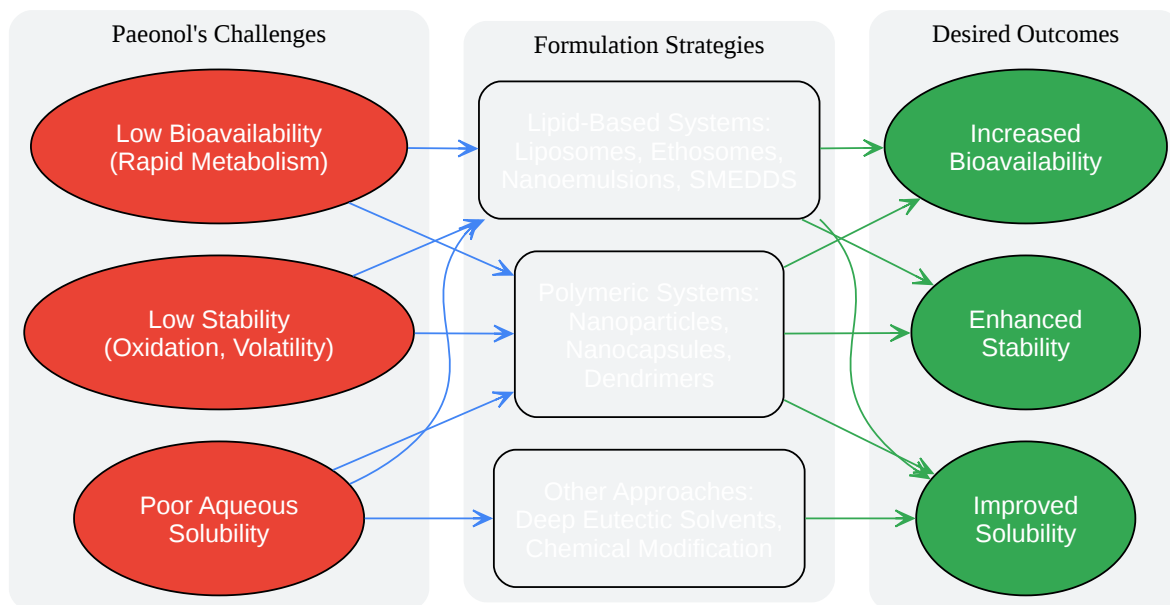 Paeonol's Challenges
Low Bioavailability
(Rapid Metabolism)
Low Stability
(Oxidation, Volatility)
Poor Aqueous
Solubility
Formulation Strategies
Lipid-Based Systems:
Liposomes, Ethosomes,
Nanoemulsions, SMEDDS
Polymeric Systems:
Nanoparticles,
Nanocapsules,
Dendrimers
Other Approaches:
Deep Eutectic Solvents,
Chemical Modification
Desired Outcomes
Increased
Bioavailability
Enhanced
Stability
Improved
Solubility